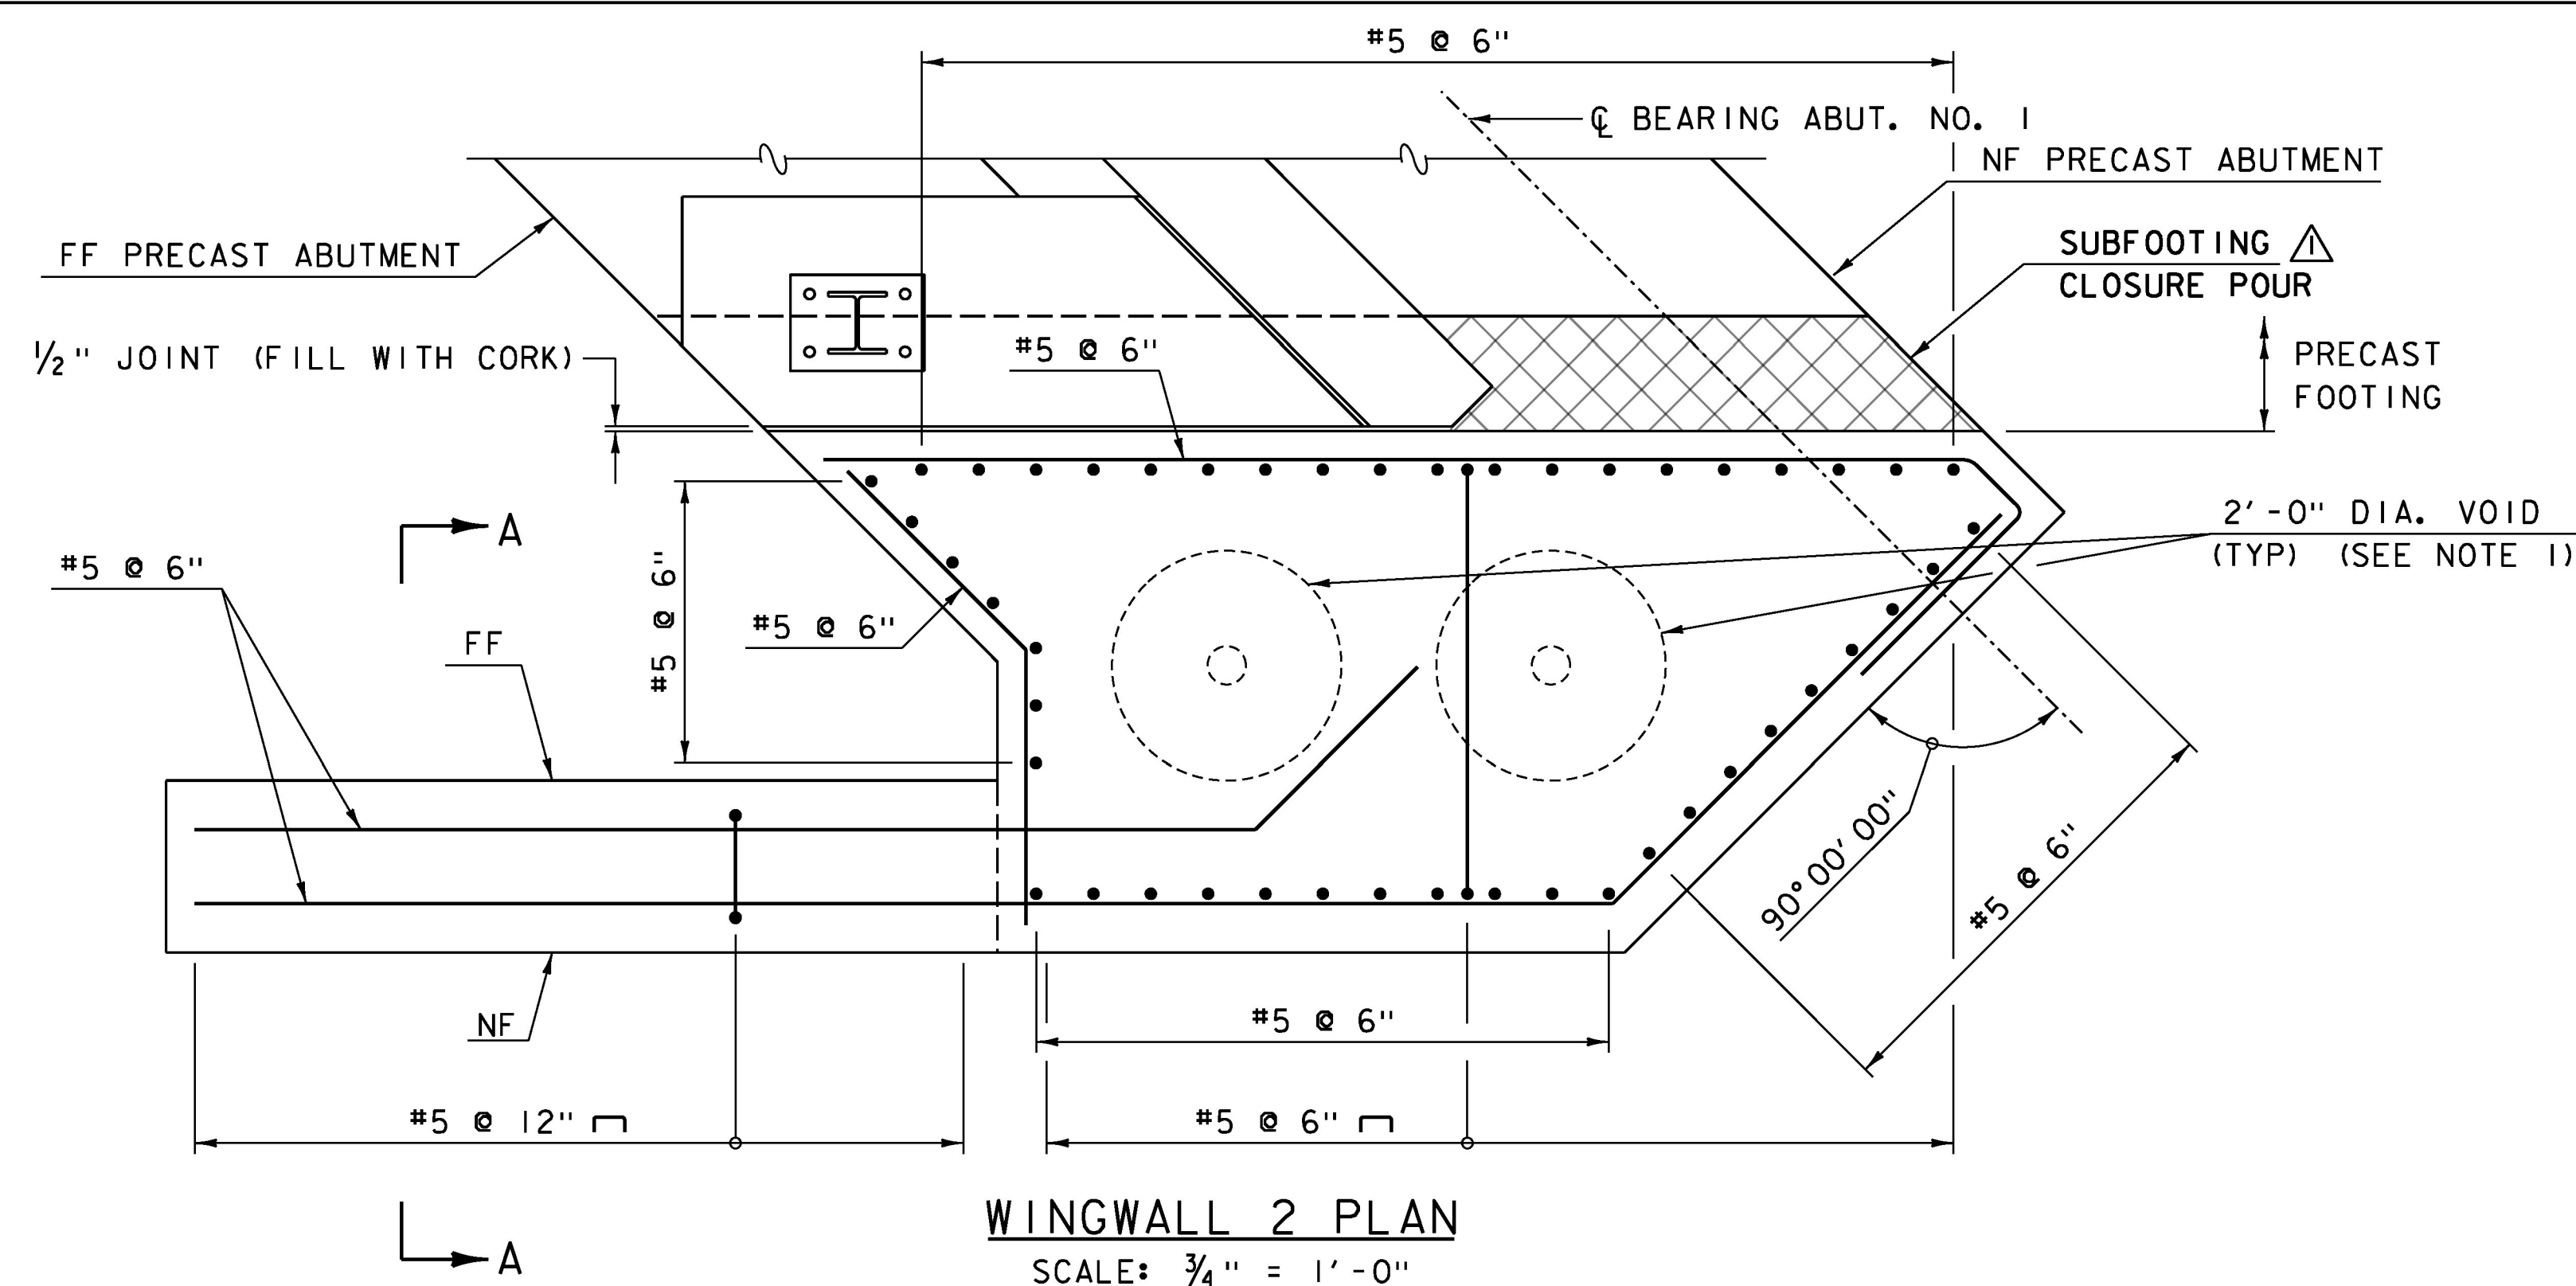 #5 @ 6"
℄ BEARING ABUT. NO. 1
NF PRECAST ABUTMENT
FF PRECAST ABUTMENT
SUBFOOTING 1
CLOSURE POUR
1/2" JOINT (FILL WITH CORK)
#5 @ 6"
PRECAST
FOOTING
A
2'-0" DIA. VOID
(TYP) (SEE NOTE 1)
#5 @ 6"
#5 @ 6"
#5 @ 6"
FF
90°00'00"
#5 @ 6"
NF
#5 @ 6"
#5 @ 12"
#5 @ 6"
WINGWALL 2 PLAN
A
SCALE: 3/4" = 1'-0"